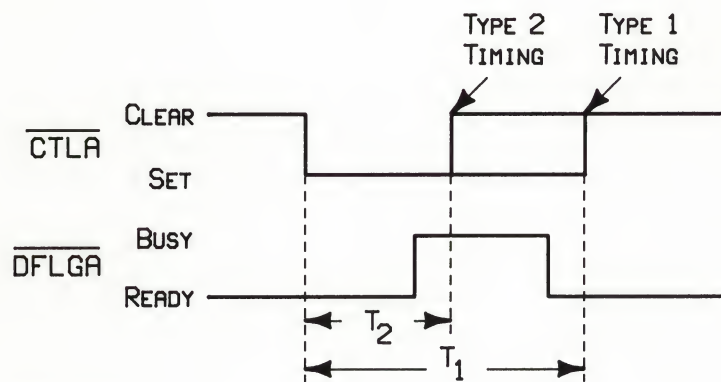 TYPE 2
TIMING
TYPE 1
TIMING
CLEAR
CTLA
SET
BUSY
DFLGA
READY
T2
T1